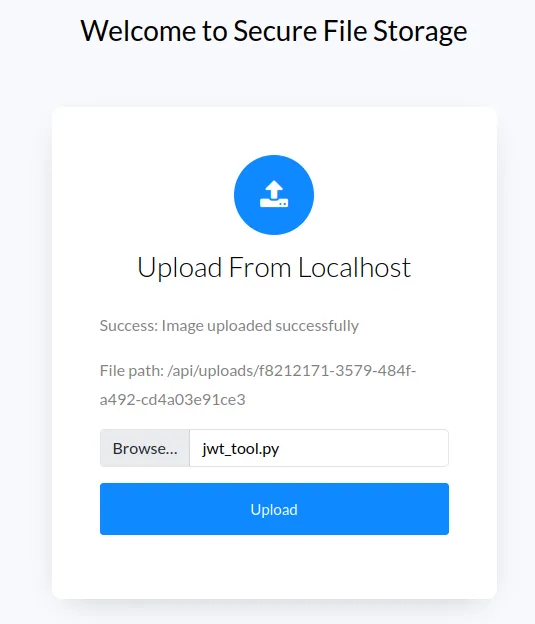 Welcome to Secure File Storage
Upload From Localhost
Success: Image uploaded successfully
File path: /api/uploads/f8212171-3579-484f-
a492-cd4a03e91ce3
Browse... jwt_tool.py
Upload